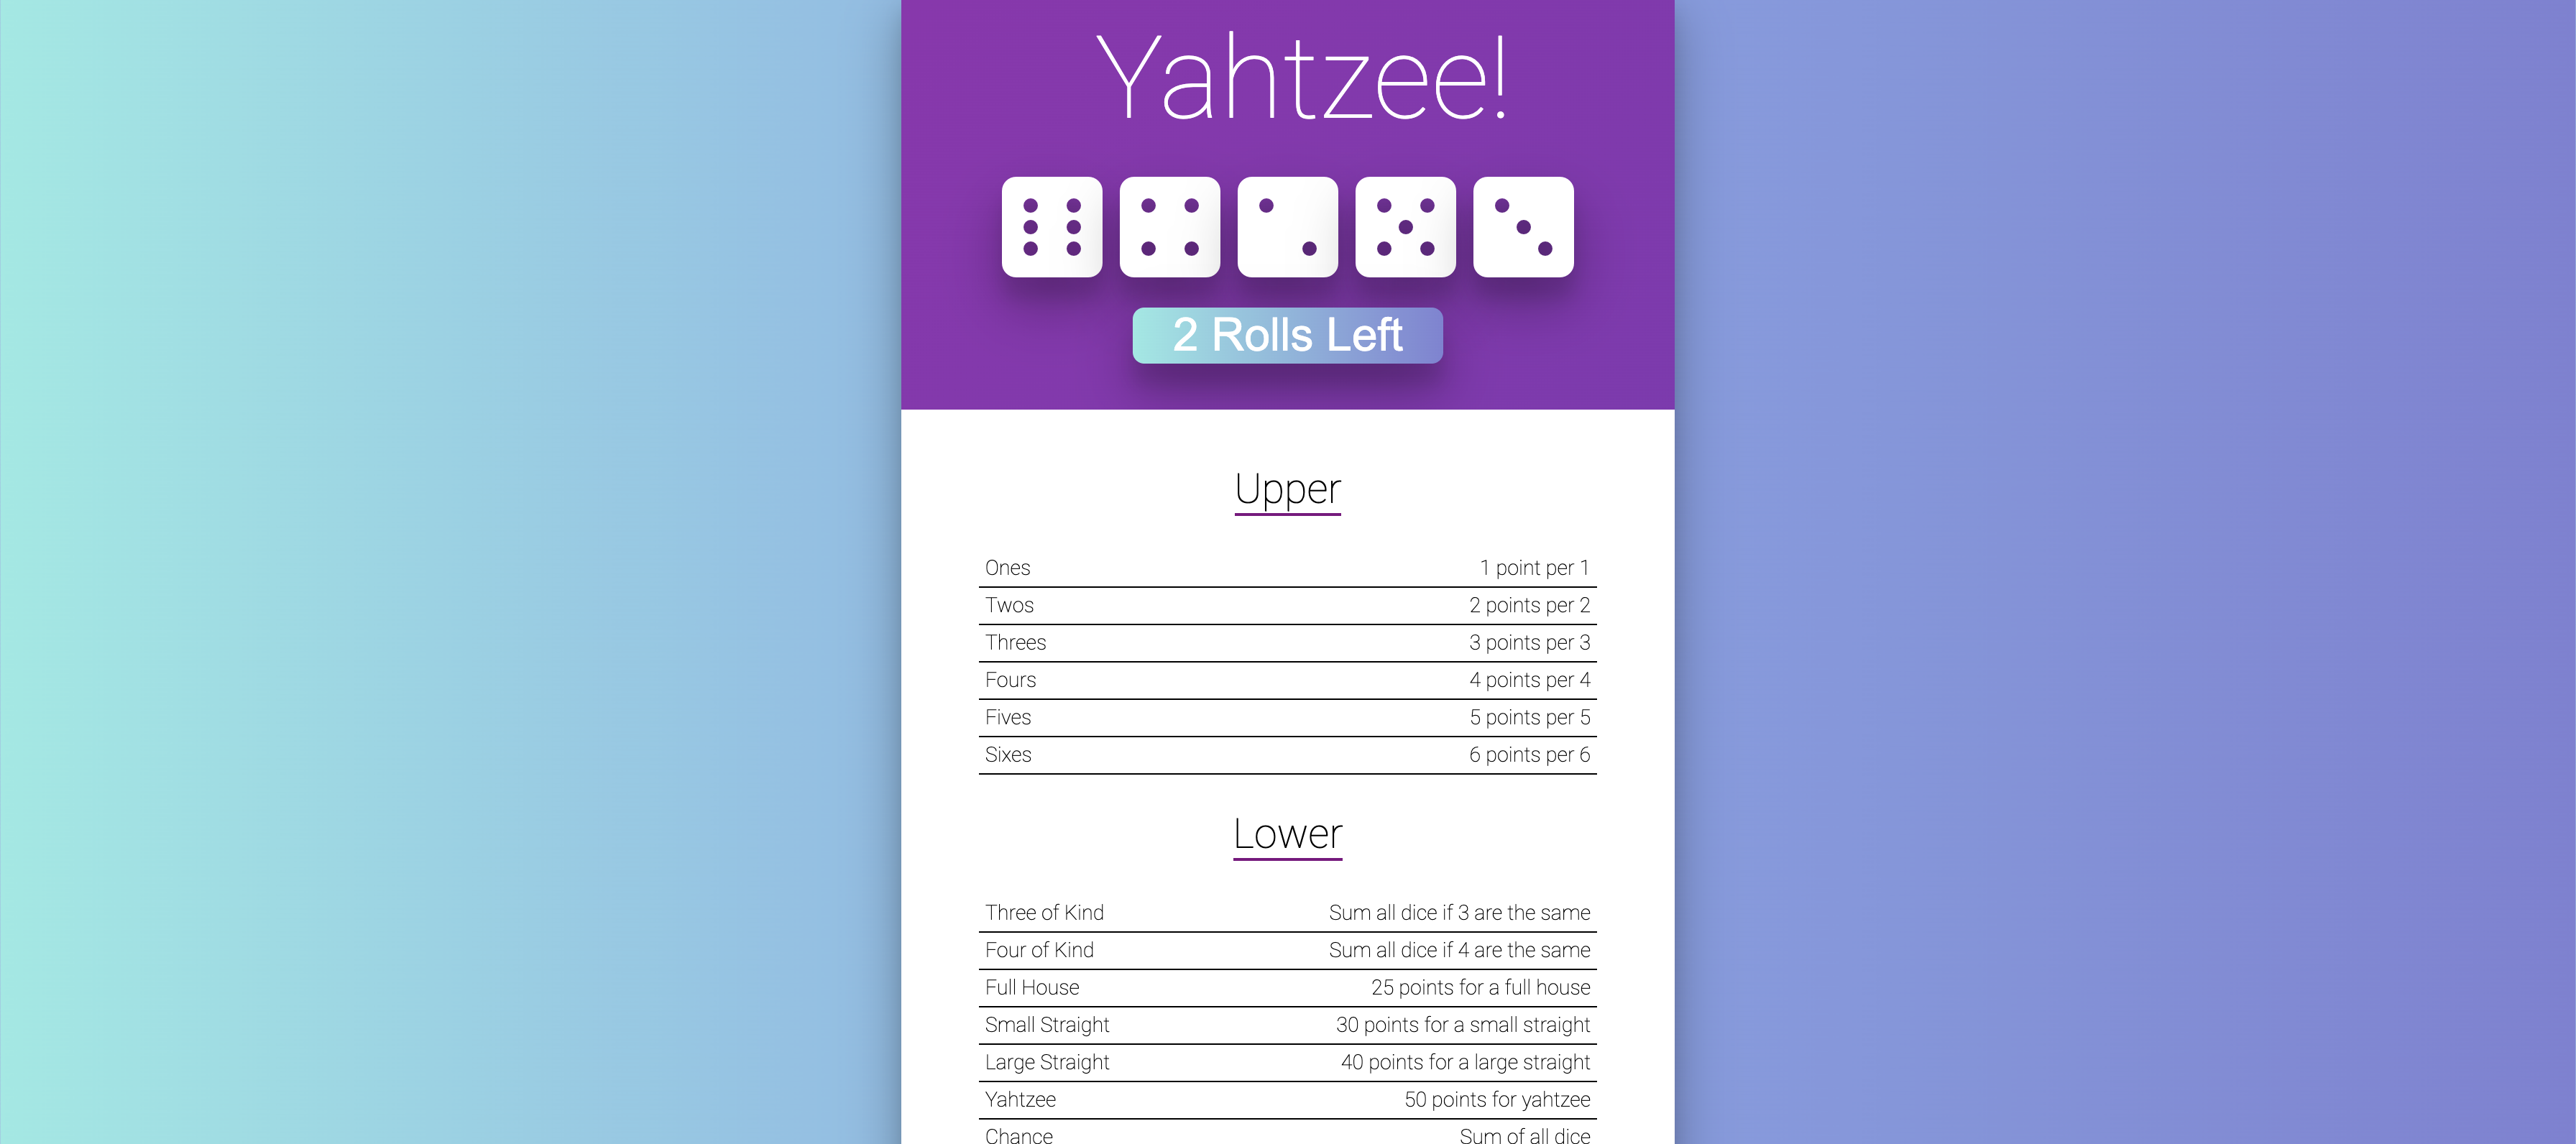 Yahtzee!
2 Rolls Left
Upper
Ones 1 point per 1
Twos 2 points per 2
Threes 3 points per 3
Fours 4 points per 4
Fives 5 points per 5
Sixes 6 points per 6
Lower
Three of Kind Sum all dice if 3 are the same
Four of Kind Sum all dice if 4 are the same
Full House 25 points for a full house
Small Straight 30 points for a small straight
Large Straight 40 points for a large straight
Yahtzee 50 points for yahtzee
Chance Sum of all dice